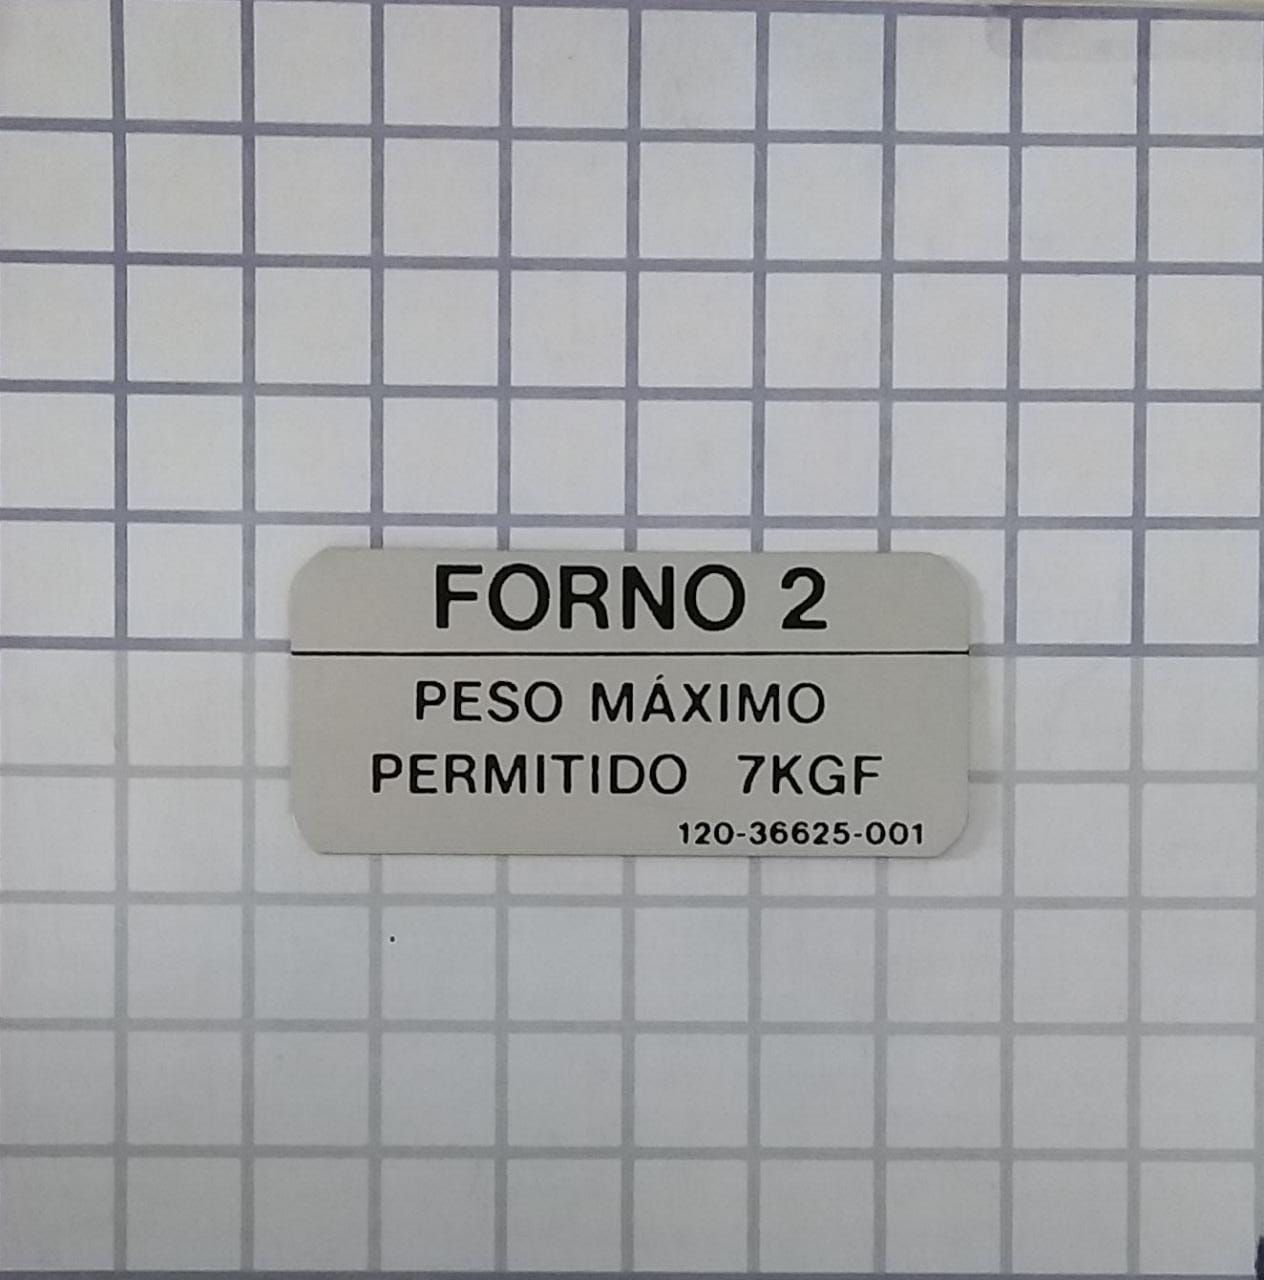 FORNO 2
PESO MÁXIMO
PERMITIDO 7KGF
120-36625-001